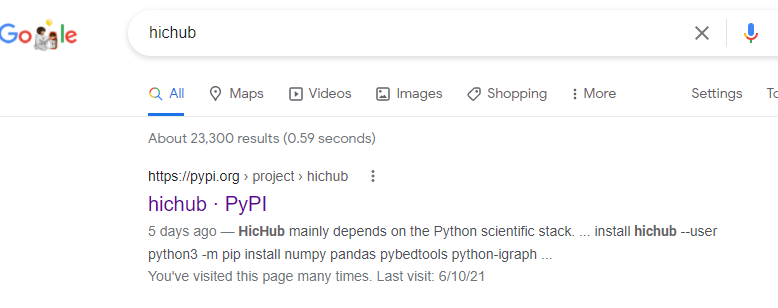 Google
hichub
All Maps Videos Images Shopping More Settings
About 23,300 results (0.59 seconds)
https://pypi.org › project › hichub
hichub · PyPI
5 days ago — HicHub mainly depends on the Python scientific stack. ... install hichub --user
python3 -m pip install numpy pandas pybedtools python-igraph ...
You've visited this page many times. Last visit: 6/10/21